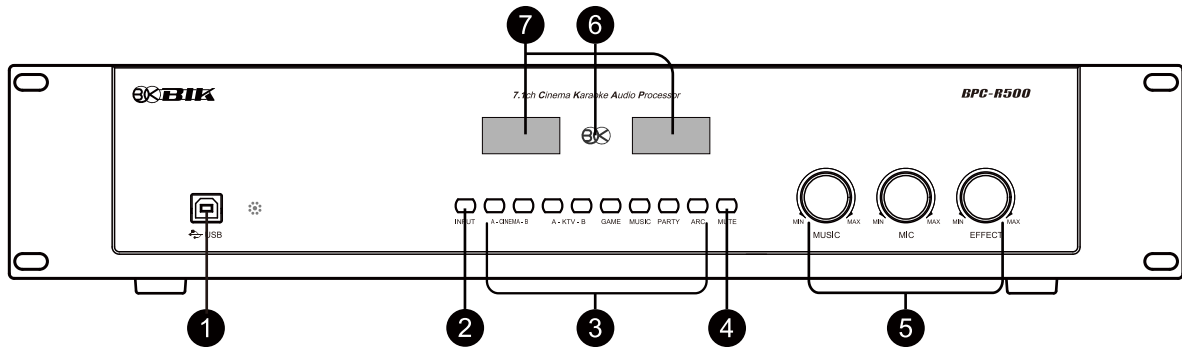 7 6
BIK
7.1ch Cinema Karaoke Audio Processor
BPC-R500
BK
INPUT A - CINEMA - B A - KTV - B GAME MUSIC PARTY ARC MUTE
MIN MAX MIN MAX MIN MAX
USB
MUSIC MIC EFFECT
1 2 3 4 5